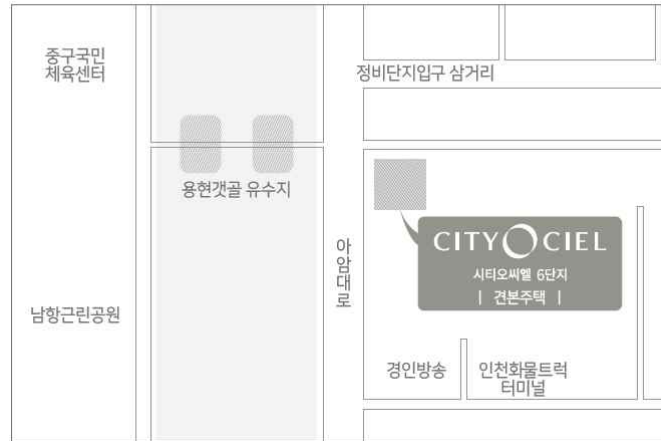 중구국민
체육센터
정비단지입구 삼거리
용현갯골 유수지
아암대로
CITY CIEL
시티오씨엘 6단지
| 견본주택 |
남항근린공원
경인방송
인천화물트럭
터미널